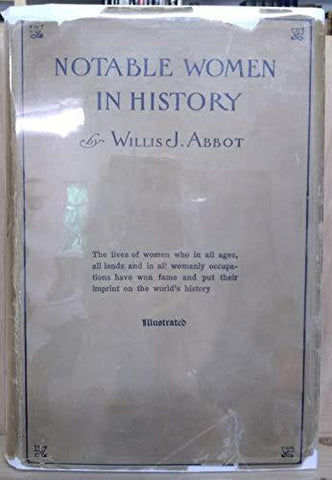 NOTABLE WOMEN
IN HISTORY
by WILLIS J. ABBOT
The lives of women who in all ages,
all lands and in all womanly occupa-
tions have won fame and put their
imprint on the world's history
Illustrated